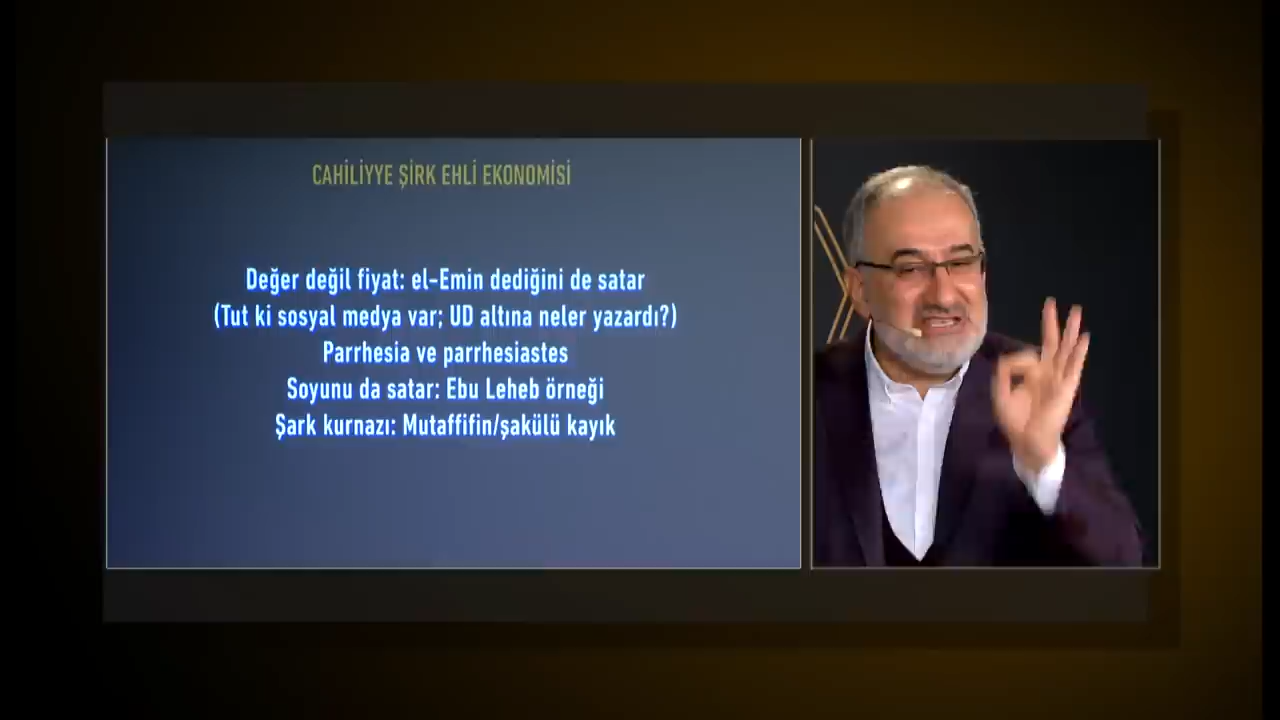 CAHİLİYYE ŞİRK EHLİ EKONOMİSİ
Değer değil fiyat: el-Emin dediğini de satar
(Tut ki sosyal medya var; UD altına neler yazardı?)
Parrhesia ve parrhesiastes
Soyunu da satar: Ebu Leheb örneği
Şark kurnazı: Mutaffifin/şakülü kayık